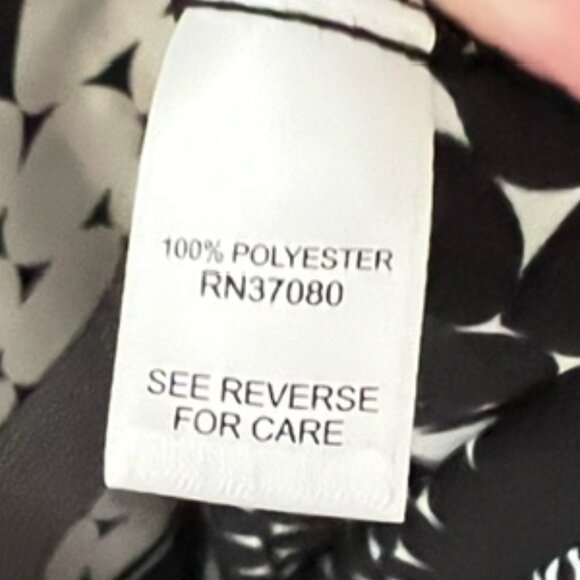 100% POLYESTER
RN37080
SEE REVERSE
FOR CARE